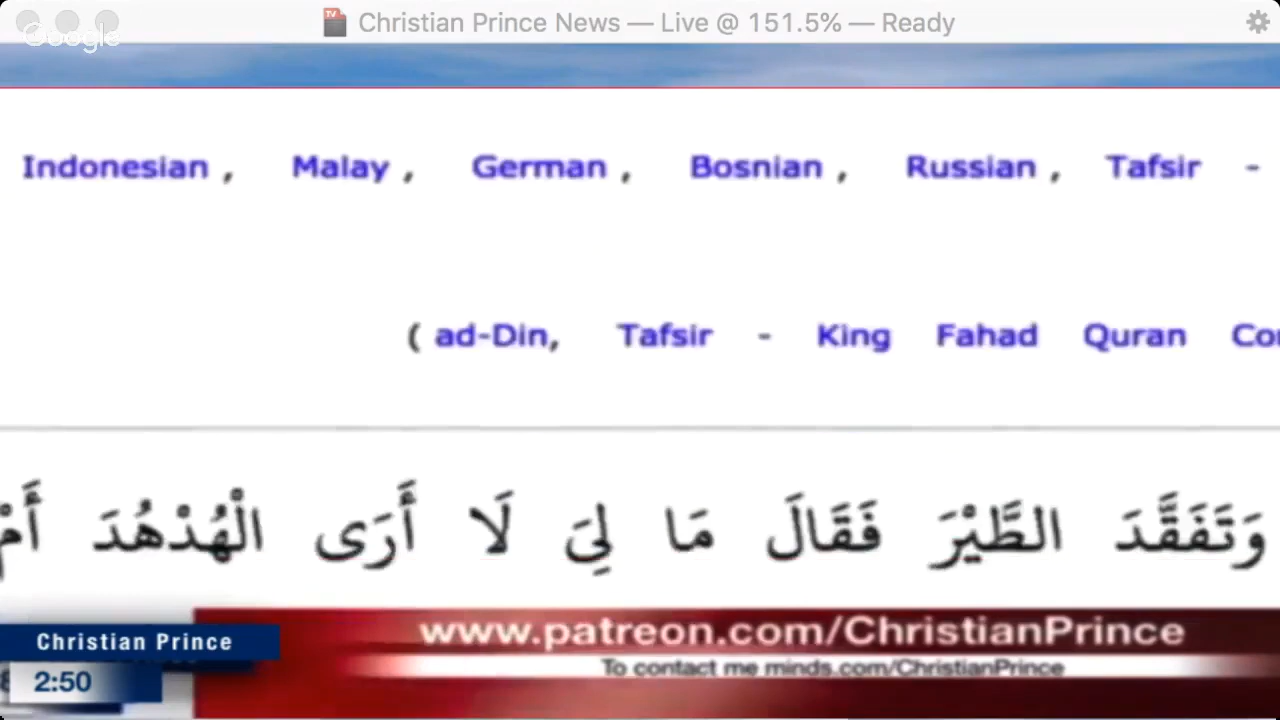 Christian Prince News — Live @ 151.5% — Ready
Google
Indonesian , Malay , German , Bosnian , Russian , Tafsir -
( ad-Din, Tafsir - King Fahad Quran
وَتَفَقَّدَ الطَّيْرَ فَقَالَ مَا لِىَ لَا أَرَى الْهُدْهُدَ أَمْ
www.patreon.com/ChristianPrince
Christian Prince
To contact me minds.com/ChristianPrince
2:50